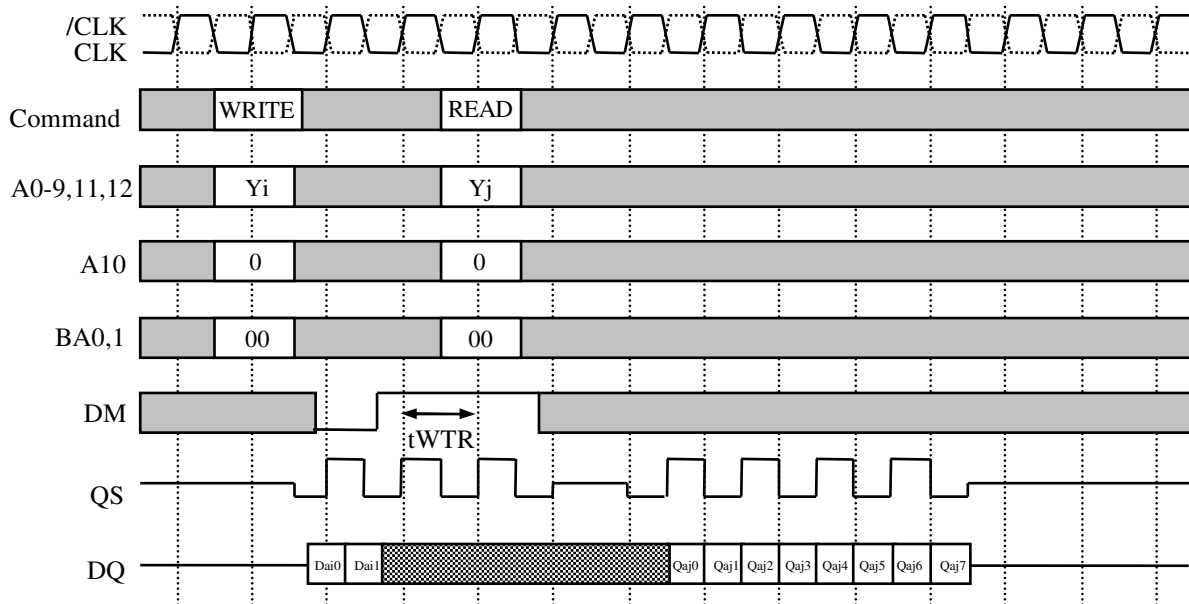 /CLK
CLK
Command WRITE READ
A0-9,11,12 Yi Yj
A10 0 0
BA0,1 00 00
DM
tWTR
QS
DQ Dai0 Dai1 Qaj0 Qaj1 Qaj2 Qaj3 Qaj4 Qaj5 Qaj6 Qaj7